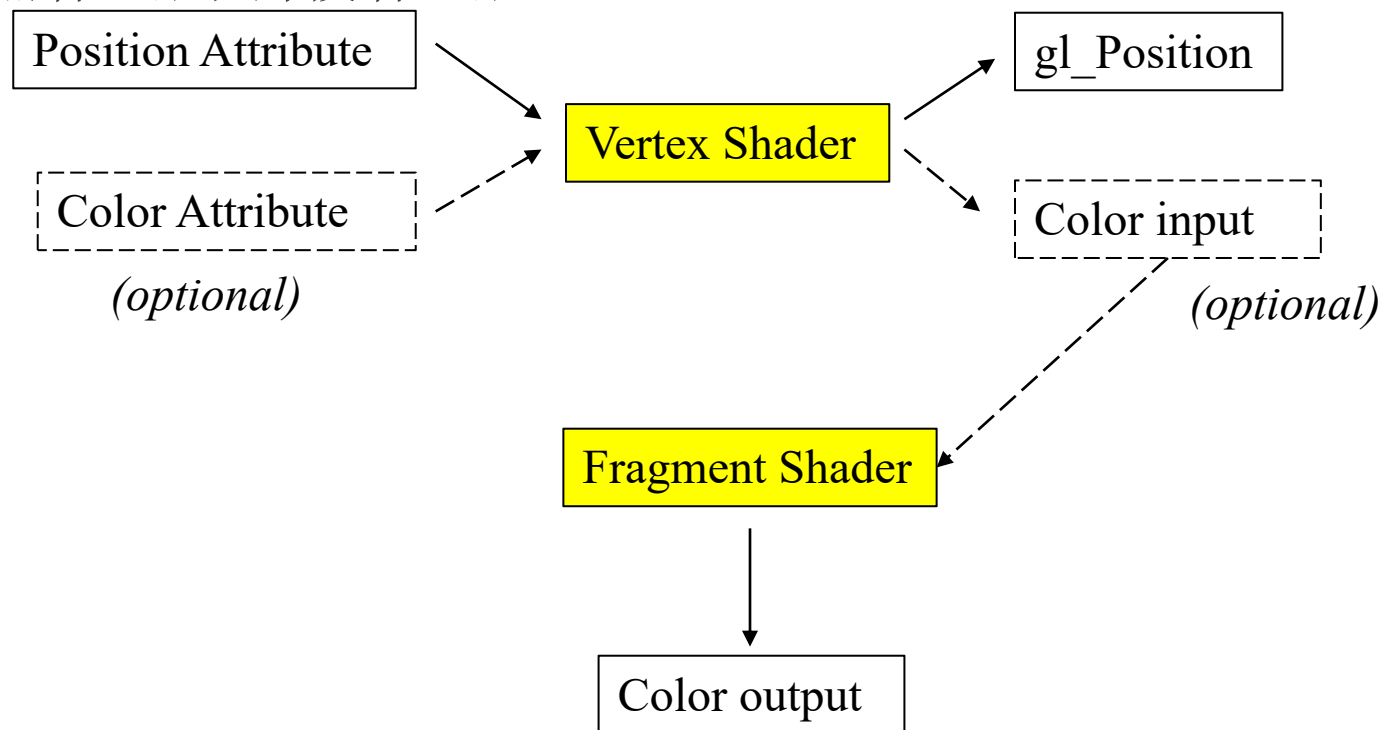 Position Attribute
gl_Position
Vertex Shader
Color Attribute
Color input
(optional)
(optional)
Fragment Shader
Color output